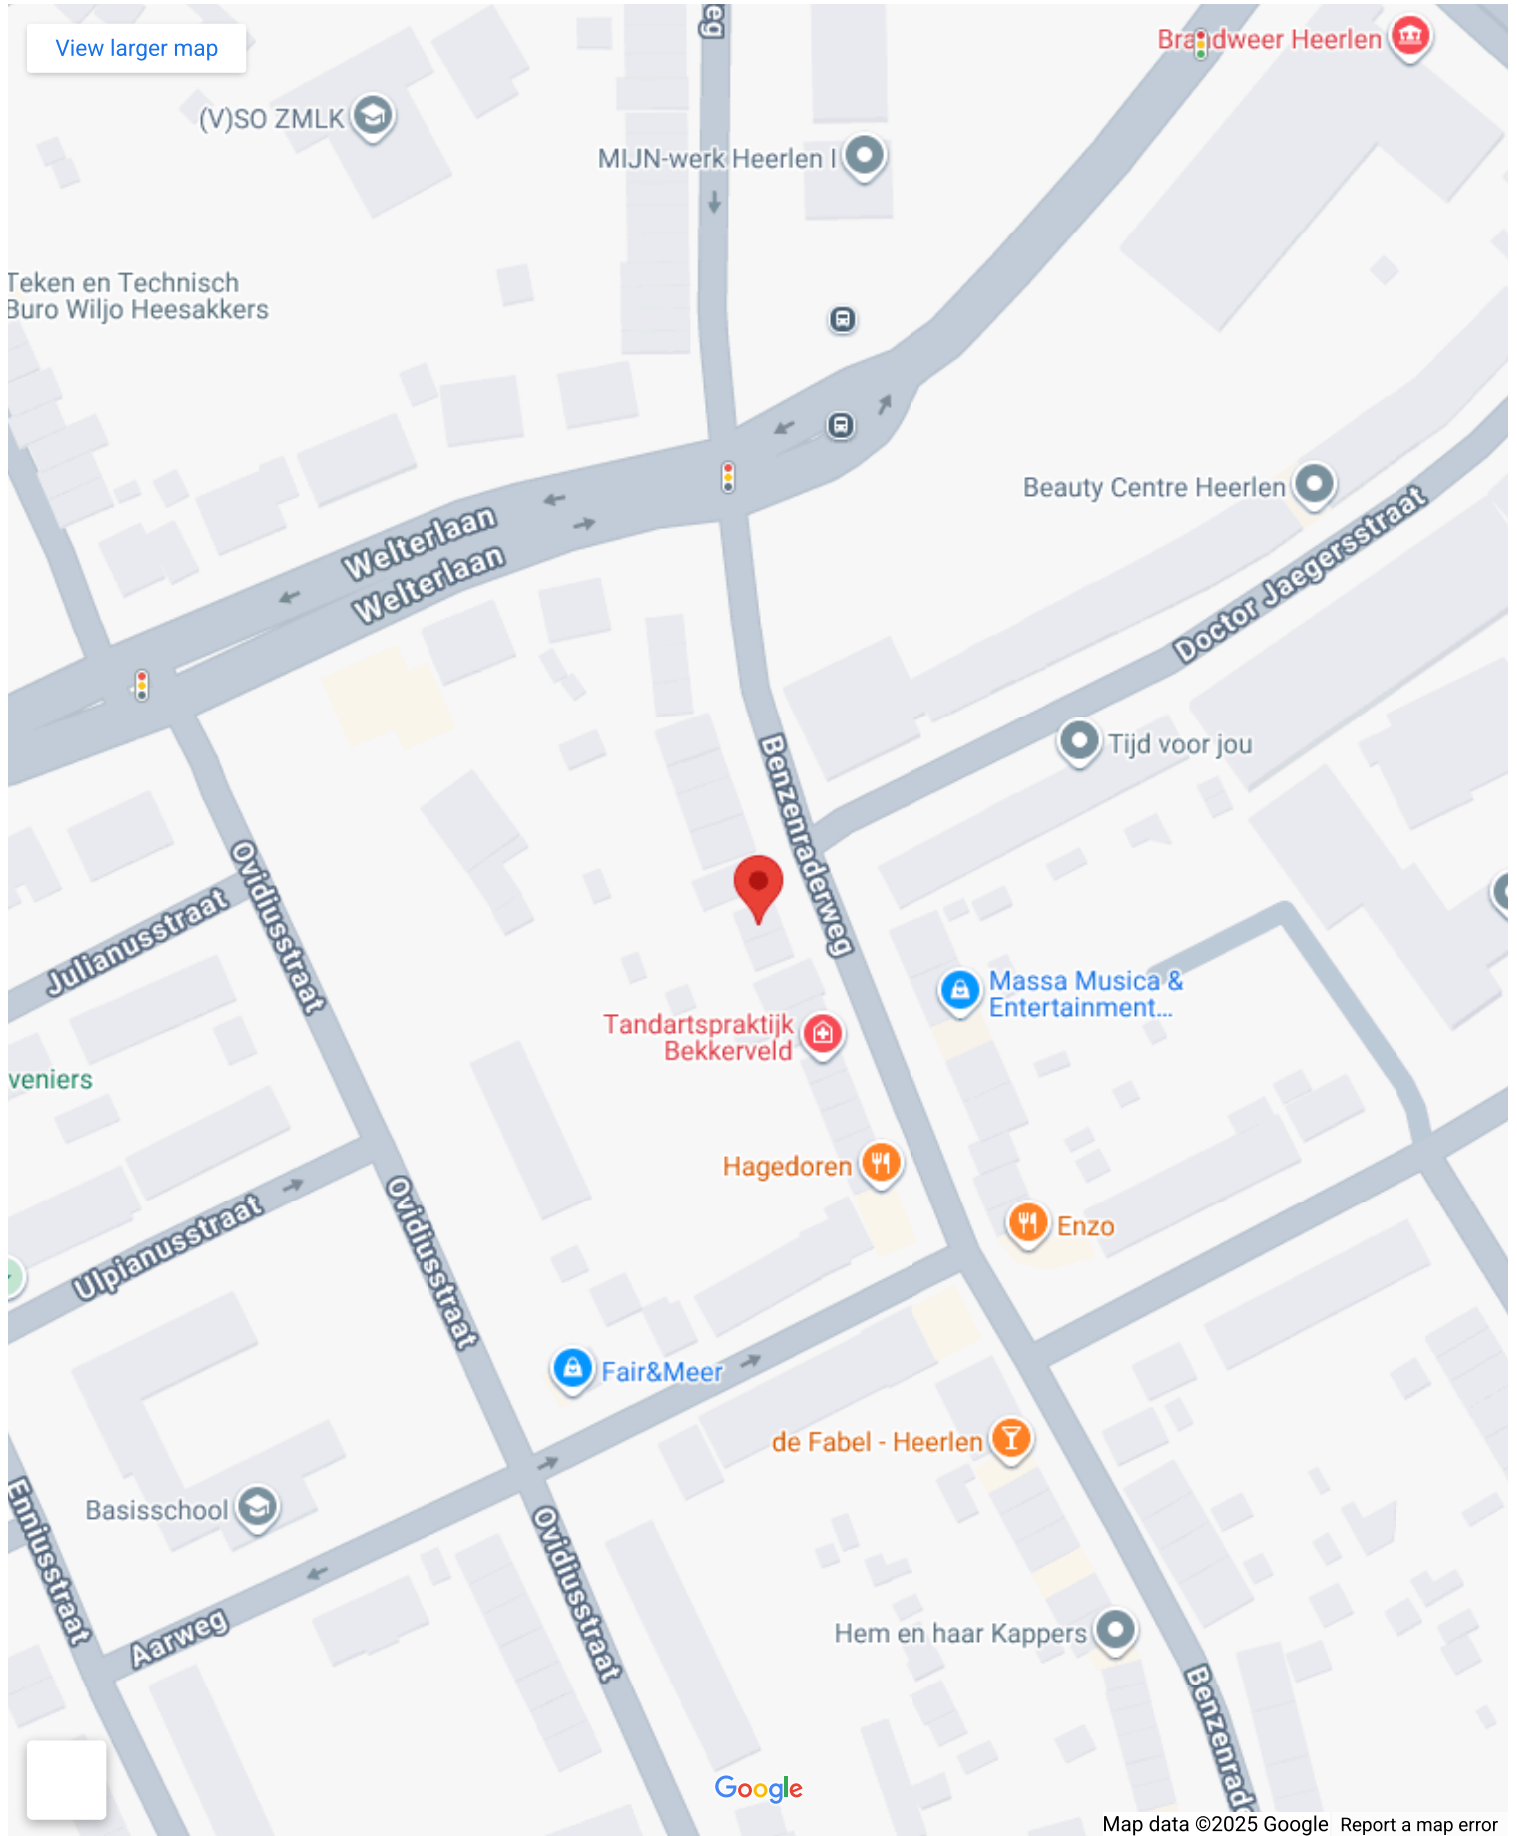 eg
View larger map
Brandweer Heerlen
(V)SO ZMLK
MIJN-werk Heerlen I
Teken en Technisch
Buro Wiljo Heesakkers
Beauty Centre Heerlen
Welterlaan
Welterlaan
Doctor Jaegersstraat
Tijd voor jou
Benzenraderweg
Ovidiusstraat
Julianusstraat
Massa Musica &
Entertainment...
Tandartspraktijk
Bekkerveld
veniers
Hagedoren
Ovidiusstraat
Ulpianusstraat
Enzo
Fair&Meer
de Fabel - Heerlen
Basisschool
Enniusstraat
Ovidiusstraat
Aarweg
Hem en haar Kappers
Benzenrade
Google
Map data ©2025 Google
Report a map error